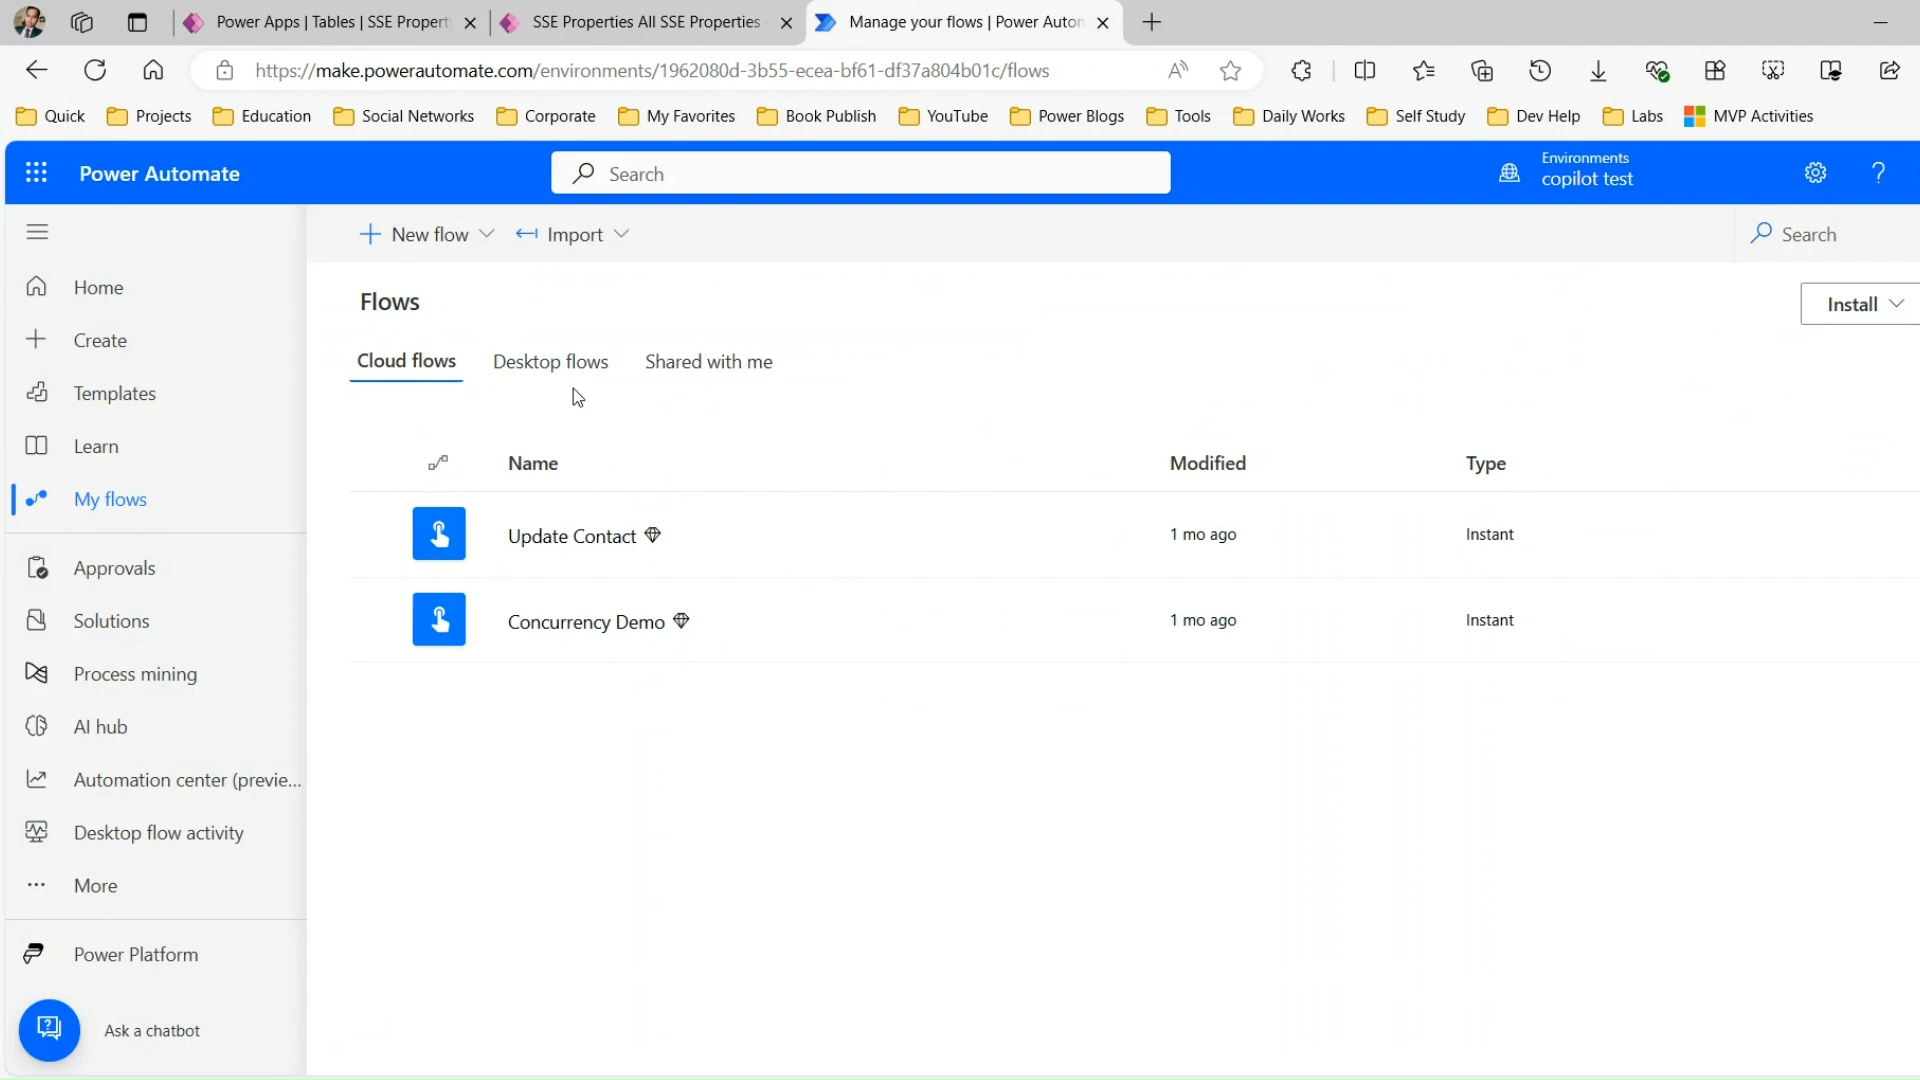 Power Apps | Tables | SSE Propert
SSE Properties All SSE Properties
Manage your flows | Power Autom
https://make.powerautomate.com/environments/1962080d-3b55-ecea-bf61-df37a804b01c/flows
Quick
Projects
Education
Social Networks
Corporate
My Favorites
Book Publish
YouTube
Power Blogs
Tools
Daily Works
Self Study
Dev Help
Labs
MVP Activities
Power Automate
Search
Environments
copilot test
?
New flow
Import
Search
Home
Create
Templates
Learn
My flows
Approvals
Solutions
Process mining
AI hub
Automation center (previe...
Desktop flow activity
More
Power Platform
Ask a chatbot
Flows
Install
Cloud flows
Desktop flows
Shared with me
Name
Modified
Type
Update Contact
1 mo ago
Instant
Concurrency Demo
1 mo ago
Instant